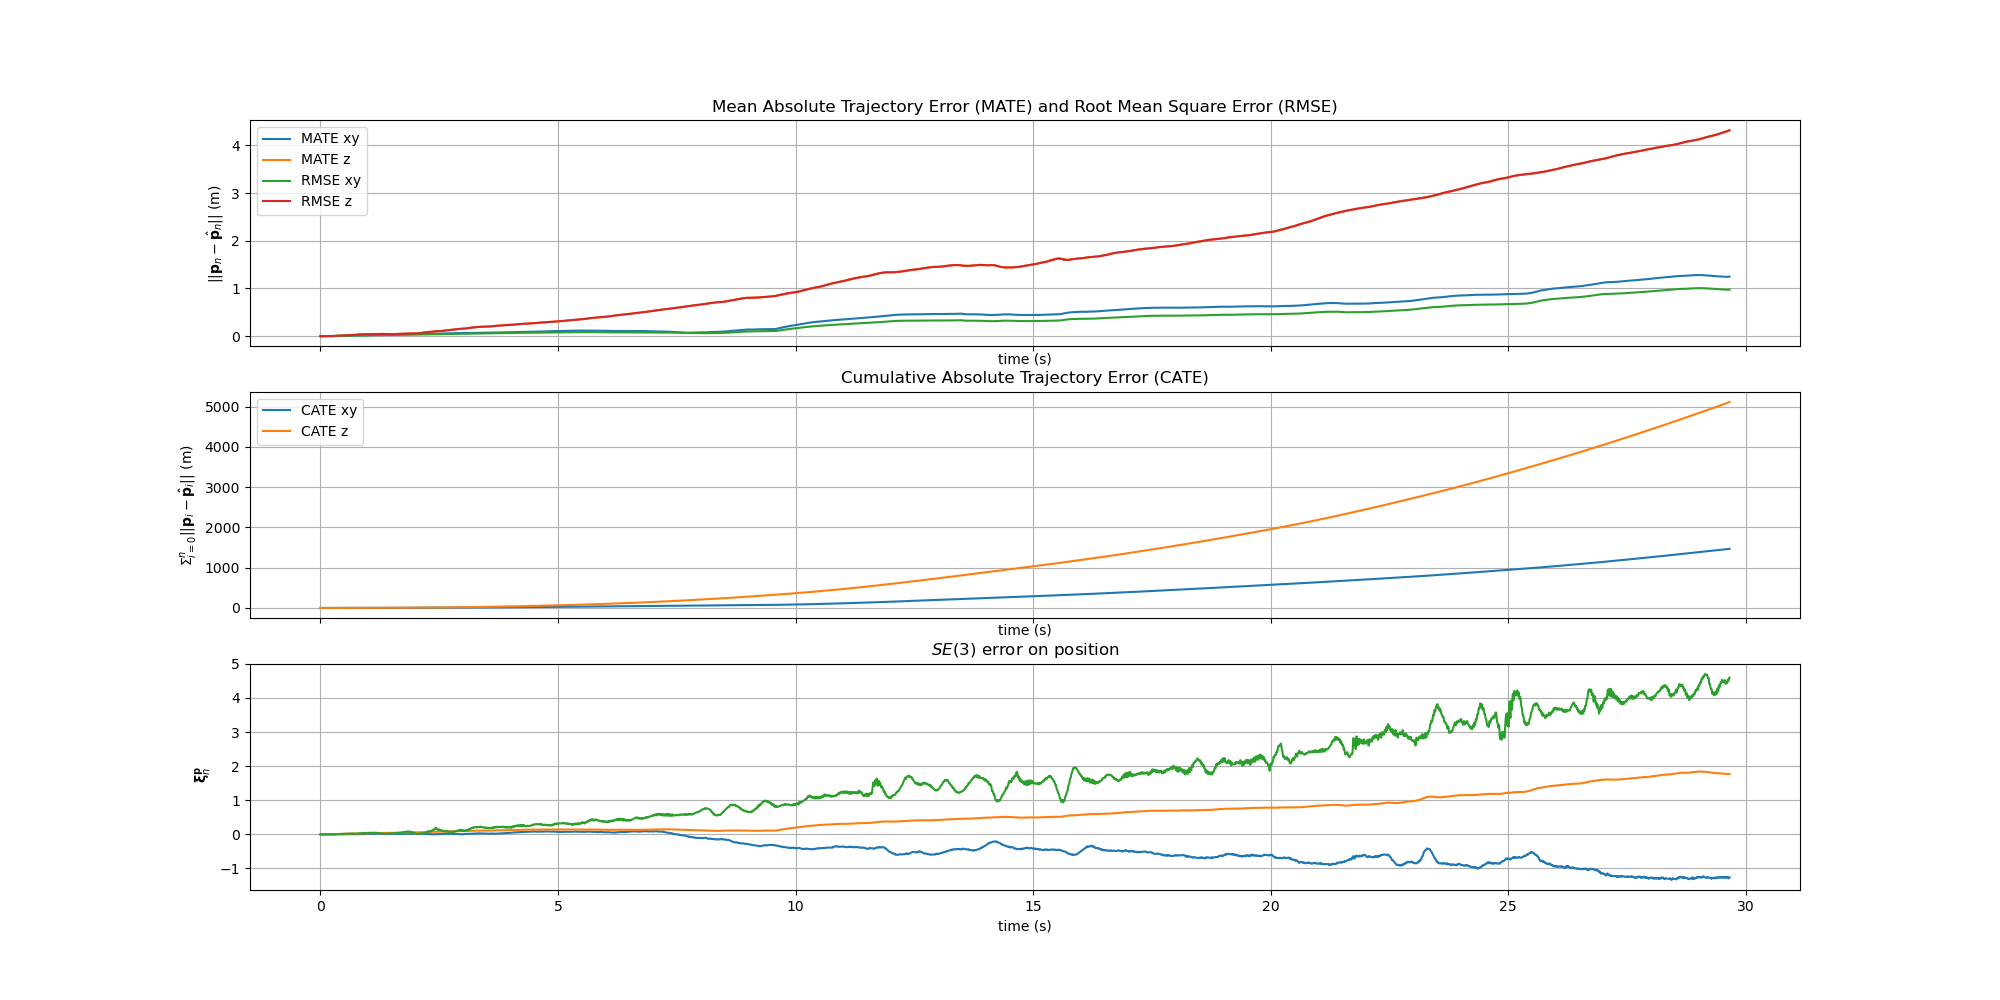 Mean Absolute Trajectory Error (MATE) and Root Mean Square Error (RMSE)
||𝐩ₙ − 𝐩̂ₙ|| (m)
4
3
2
1
0
MATE xy
MATE z
RMSE xy
RMSE z
time (s)
Cumulative Absolute Trajectory Error (CATE)
Σⁿᵢ₌₀||𝐩ᵢ − 𝐩̂ᵢ|| (m)
5000
4000
3000
2000
1000
0
CATE xy
CATE z
time (s)
SE(3) error on position
𝛏ₙ^𝐩
5
4
3
2
1
0
−1
0 5 10 15 20 25 30
time (s)